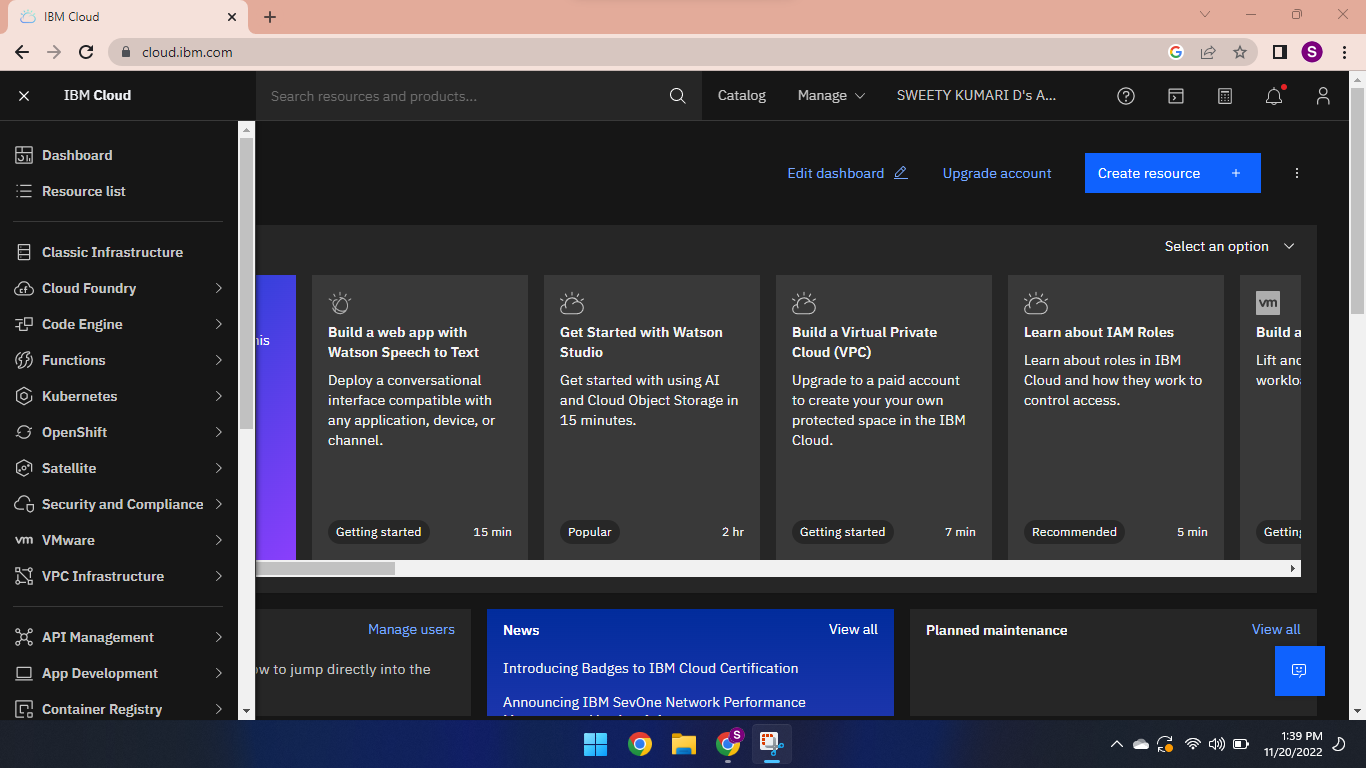 IBM Cloud
cloud.ibm.com
S
IBM Cloud
Search resources and products...
Catalog
Manage
SWEETY KUMARI D's A...
Dashboard
Resource list
Classic Infrastructure
Cloud Foundry
Code Engine
Functions
Kubernetes
OpenShift
Satellite
Security and Compliance
vm VMware
VPC Infrastructure
API Management
App Development
Container Registry
Edit dashboard
Upgrade account
Create resource +
Select an option
his
Build a web app with
Watson Speech to Text
Deploy a conversational
interface compatible with
any application, device, or
channel.
Getting started 15 min
Get Started with Watson
Studio
Get started with using AI
and Cloud Object Storage in
15 minutes.
Popular 2 hr
Build a Virtual Private
Cloud (VPC)
Upgrade to a paid account
to create your your own
protected space in the IBM
Cloud.
Getting started 7 min
Learn about IAM Roles
Learn about roles in IBM
Cloud and how they work to
control access.
Recommended 5 min
vm
Build a
Lift and
worklo
Getting
Manage users
ow to jump directly into the
News View all
Introducing Badges to IBM Cloud Certification
Announcing IBM SevOne Network Performance
Planned maintenance View all
S
1:39 PM
11/20/2022